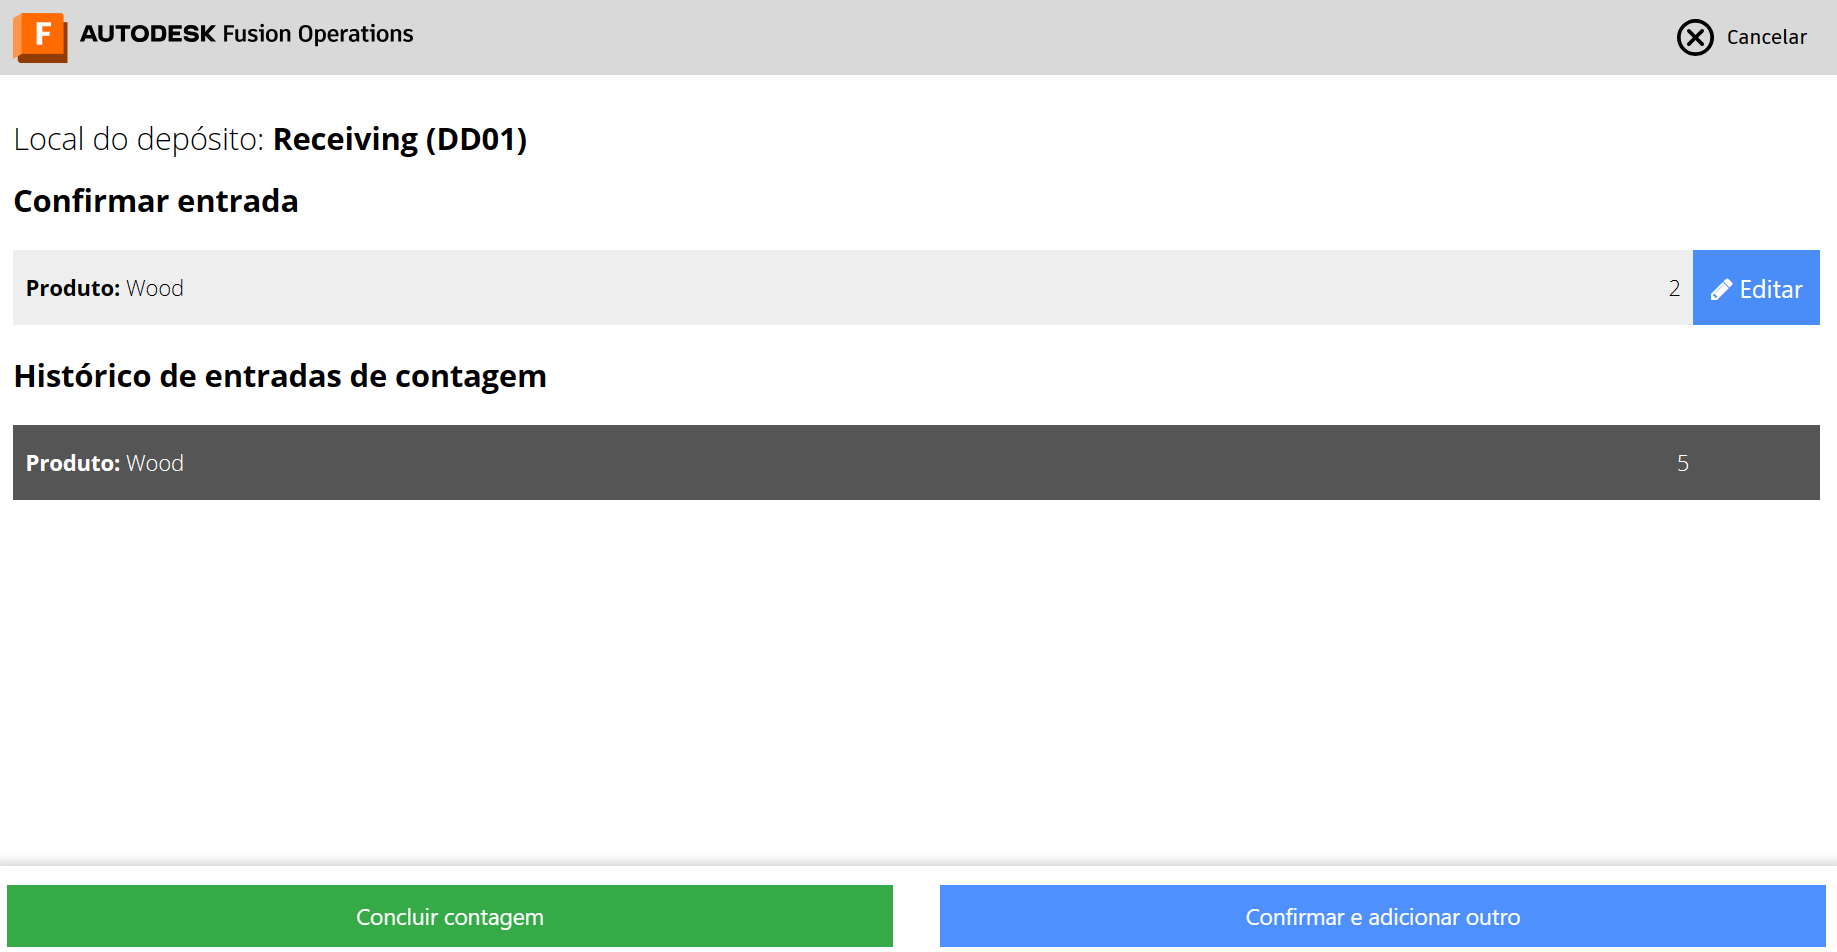 F AUTODESK Fusion Operations
Cancelar
Local do depósito: Receiving (DD01)
Confirmar entrada
Produto: Wood 2 Editar
Histórico de entradas de contagem
Produto: Wood 5
Concluir contagem
Confirmar e adicionar outro